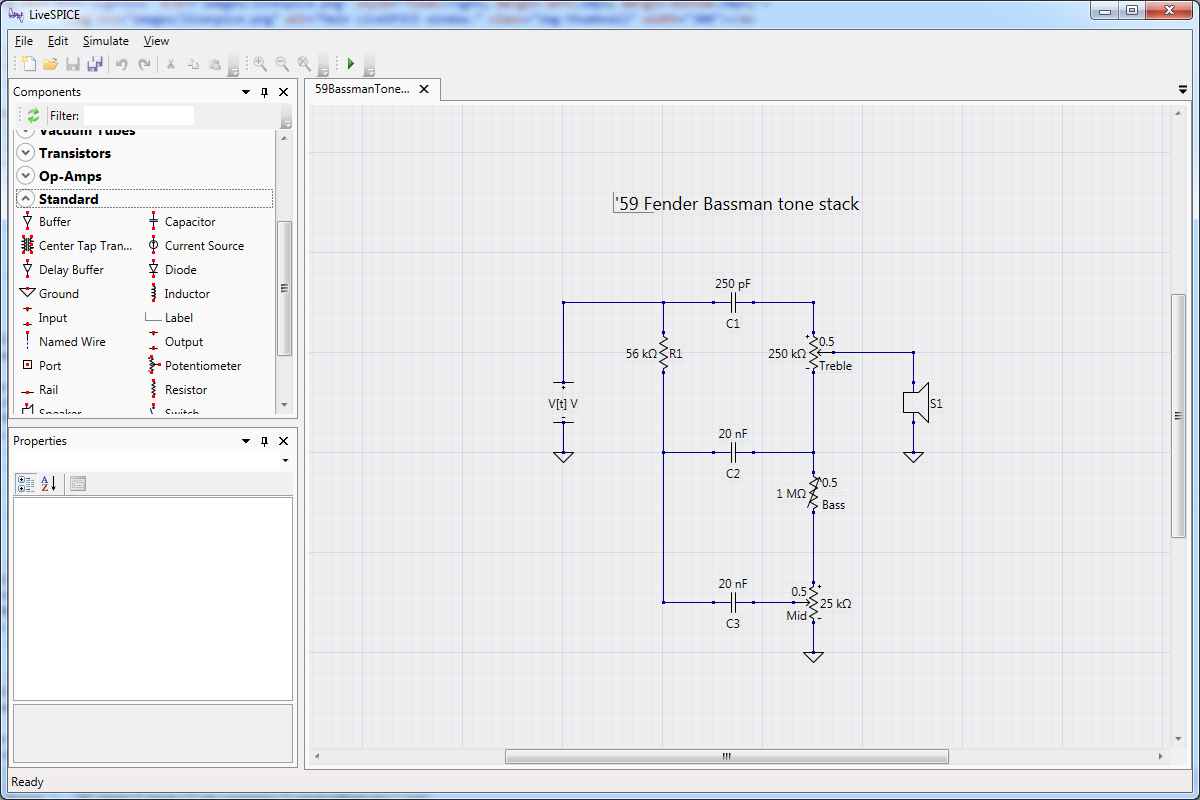 LiveSPICE
File Edit Simulate View
Components
59BassmanTone...
Filter:
Vacuum Tubes
Transistors
Op-Amps
Standard
Buffer Capacitor
Center Tap Tran... Current Source
Delay Buffer Diode
Ground Inductor
Input Label
Named Wire Output
Port Potentiometer
Rail Resistor
Speaker Switch
Properties
Ready
'59 Fender Bassman tone stack
250 pF
C1
56 kΩ R1
250 kΩ
+ 0.5
- Treble
+
V[t] V
-
S1
20 nF
C2
1 MΩ
0.5
Bass
20 nF
C3
0.5 +
25 kΩ
Mid -